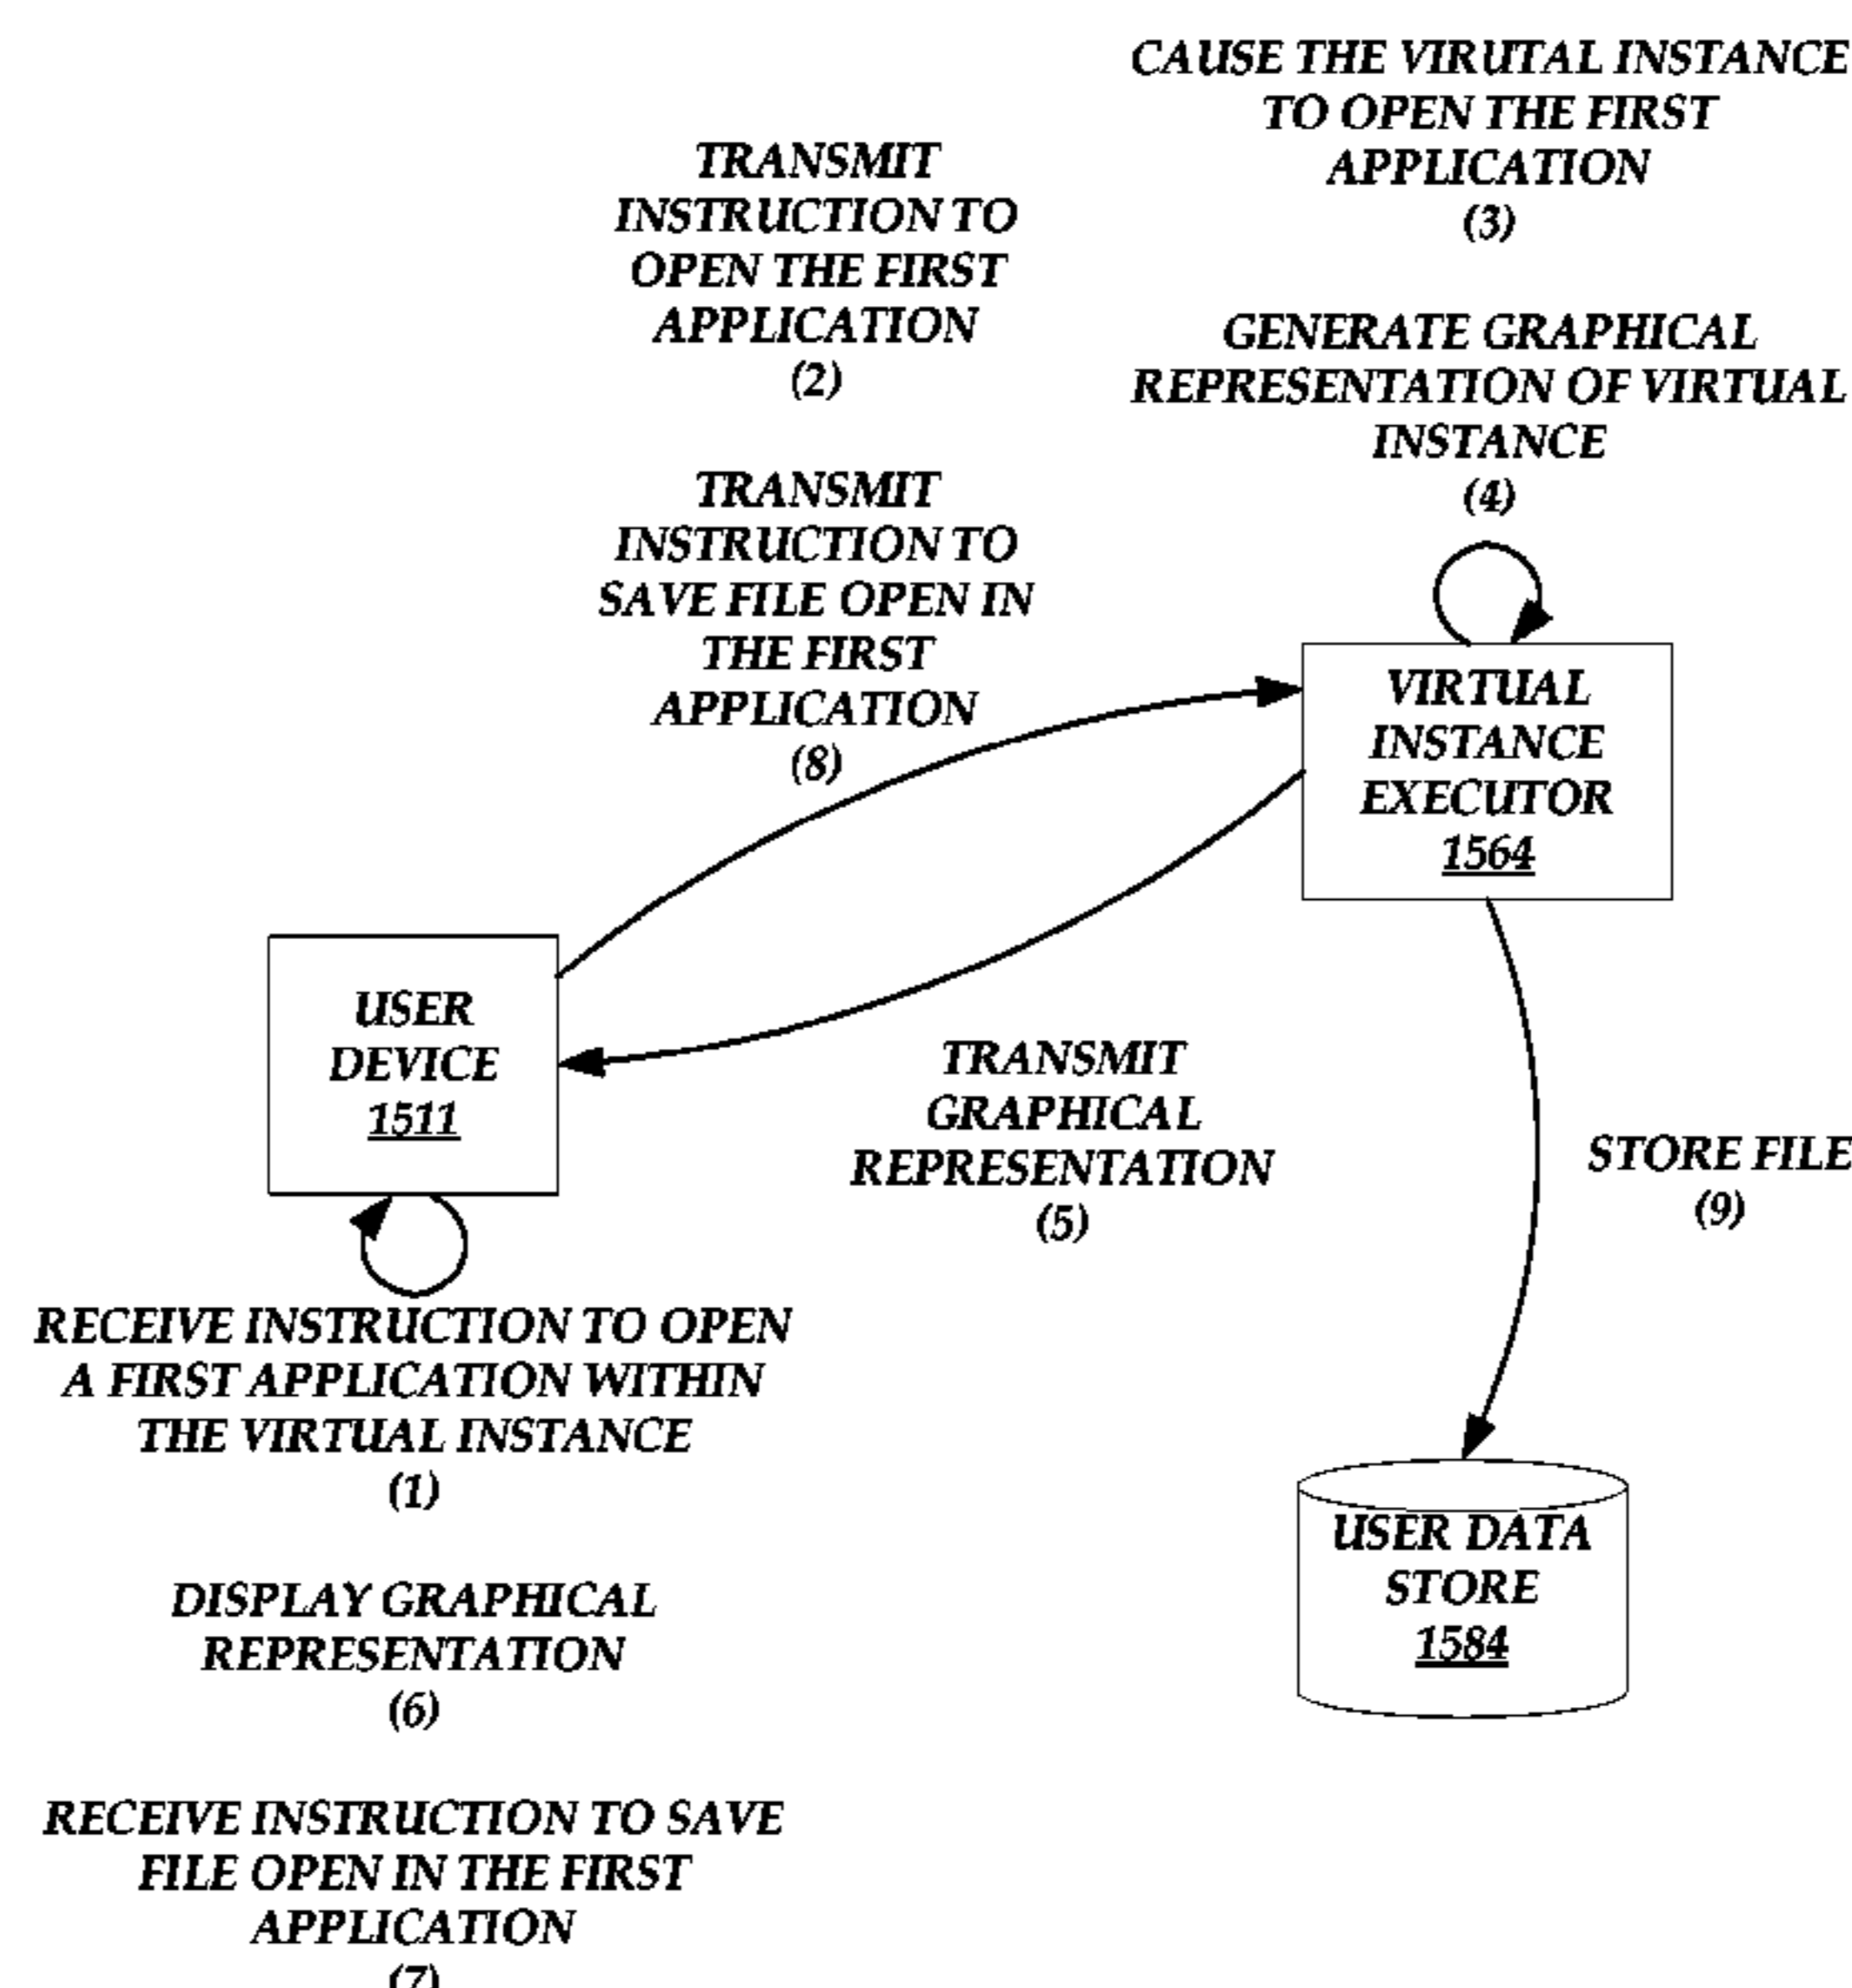 CAUSE THE VIRUTAL INSTANCE
TO OPEN THE FIRST
APPLICATION
(3)
TRANSMIT
INSTRUCTION TO
OPEN THE FIRST
APPLICATION
(2)
GENERATE GRAPHICAL
REPRESENTATION OF VIRTUAL
INSTANCE
(4)
TRANSMIT
INSTRUCTION TO
SAVE FILE OPEN IN
THE FIRST
APPLICATION
(8)
VIRTUAL
INSTANCE
EXECUTOR
1564
USER
DEVICE
1511
TRANSMIT
GRAPHICAL
REPRESENTATION
(5)
STORE FILE
(9)
RECEIVE INSTRUCTION TO OPEN
A FIRST APPLICATION WITHIN
THE VIRTUAL INSTANCE
(1)
USER DATA
STORE
1584
DISPLAY GRAPHICAL
REPRESENTATION
(6)
RECEIVE INSTRUCTION TO SAVE
FILE OPEN IN THE FIRST
APPLICATION
(7)